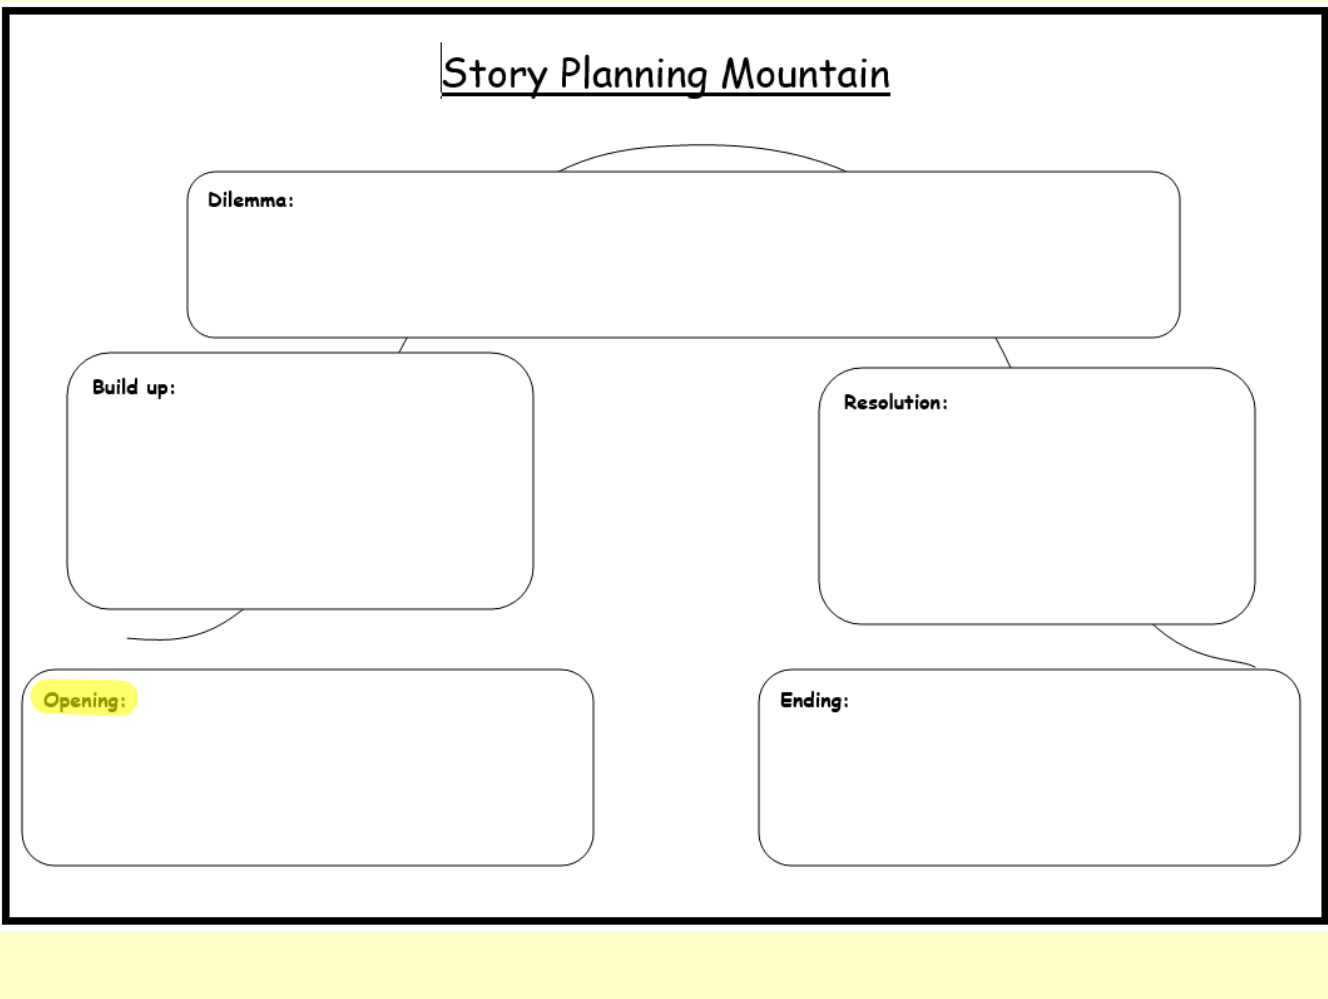 Story Planning Mountain
Dilemma:
Build up:
Resolution:
Opening:
Ending: